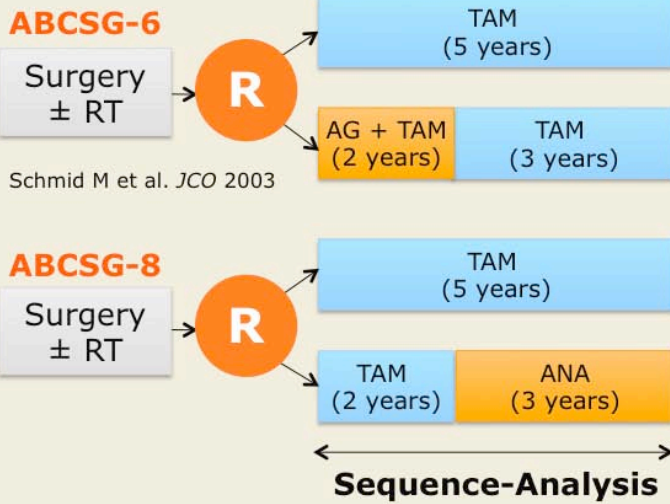 ABCSG-6
Surgery
± RT
R
TAM
(5 years)
AG + TAM
(2 years)
TAM
(3 years)
Schmid M et al. JCO 2003
ABCSG-8
Surgery
± RT
R
TAM
(5 years)
TAM
(2 years)
ANA
(3 years)
Sequence-Analysis